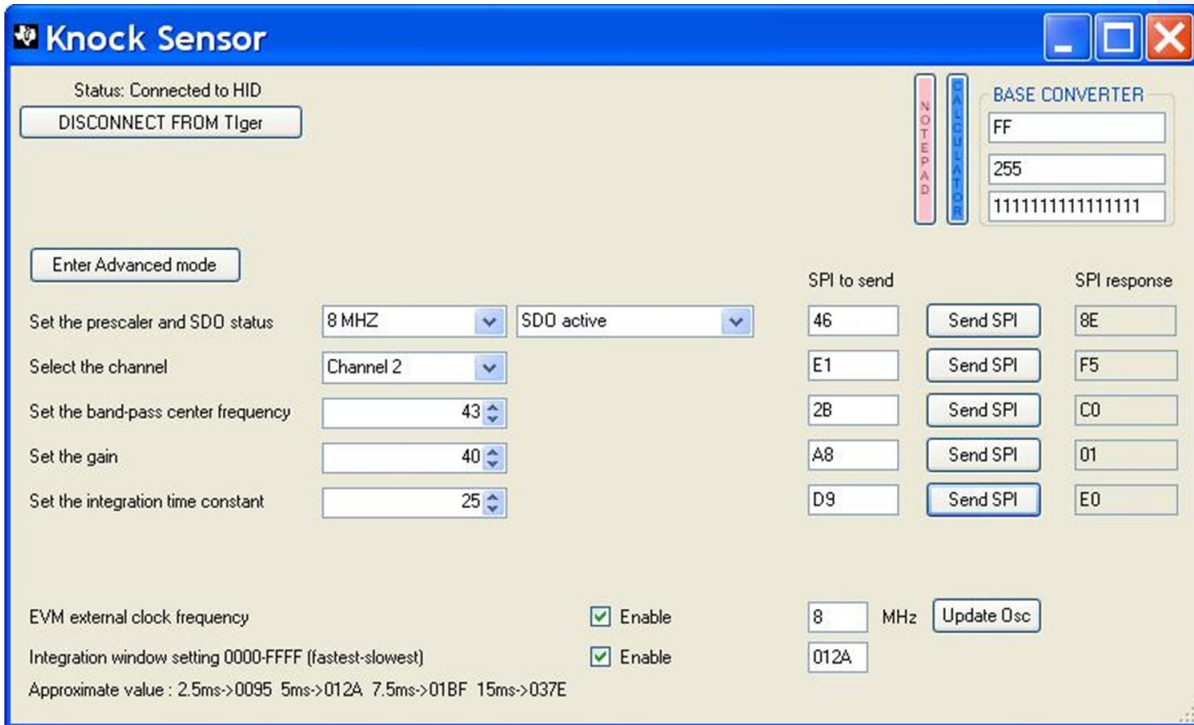 Knock Sensor
Status: Connected to HID
DISCONNECT FROM TIger
NOTEPAD
CALCULATOR
BASE CONVERTER
FF
255
1111111111111111
Enter Advanced mode
SPI to send SPI response
Set the prescaler and SDO status 8 MHZ SDO active 46 Send SPI 8E
Select the channel Channel 2 E1 Send SPI F5
Set the band-pass center frequency 43 2B Send SPI C0
Set the gain 40 A8 Send SPI 01
Set the integration time constant 25 D9 Send SPI E0
EVM external clock frequency Enable 8 MHz Update Osc
Integration window setting 0000-FFFF (fastest-slowest) Enable 012A
Approximate value : 2.5ms->0095 5ms->012A 7.5ms->01BF 15ms->037E